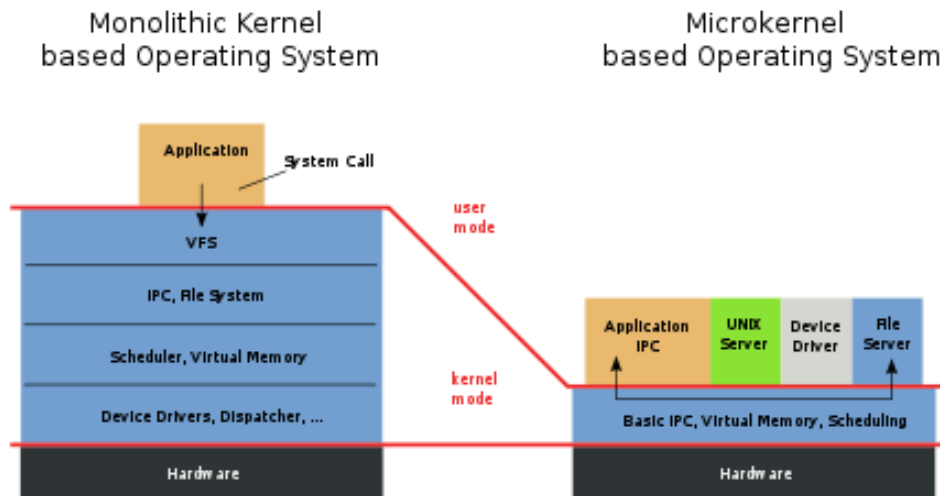 Monolithic Kernel
based Operating System
Microkernel
based Operating System
Application
System Call
user
mode
VFS
IPC, File System
Scheduler, Virtual Memory
kernel
mode
Device Drivers, Dispatcher, ...
Hardware
Application
IPC
UNIX
Server
Device
Driver
File
Server
Basic IPC, Virtual Memory, Scheduling
Hardware